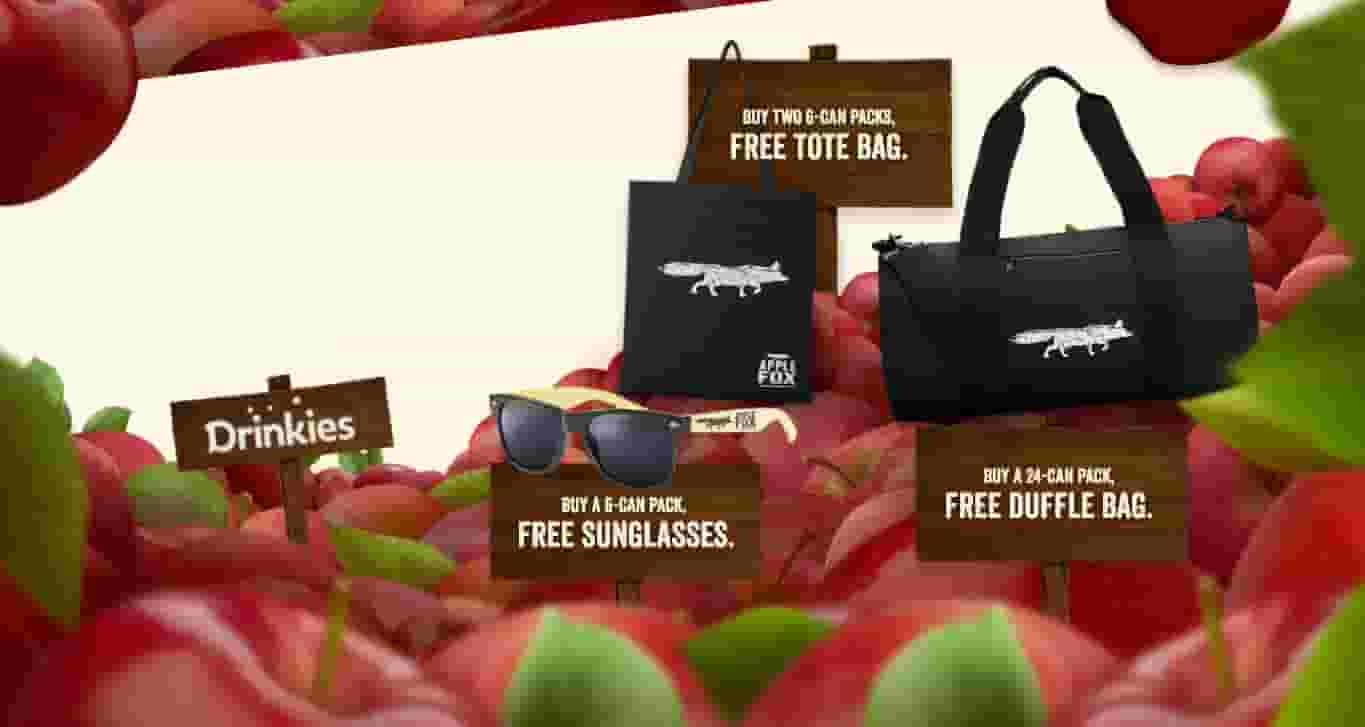 BUY TWO 6-CAN PACKS,
FREE TOTE BAG.
APPLE
FOX
Drinkies
FOX
BUY A 6-CAN PACK,
FREE SUNGLASSES.
BUY A 24-CAN PACK,
FREE DUFFLE BAG.